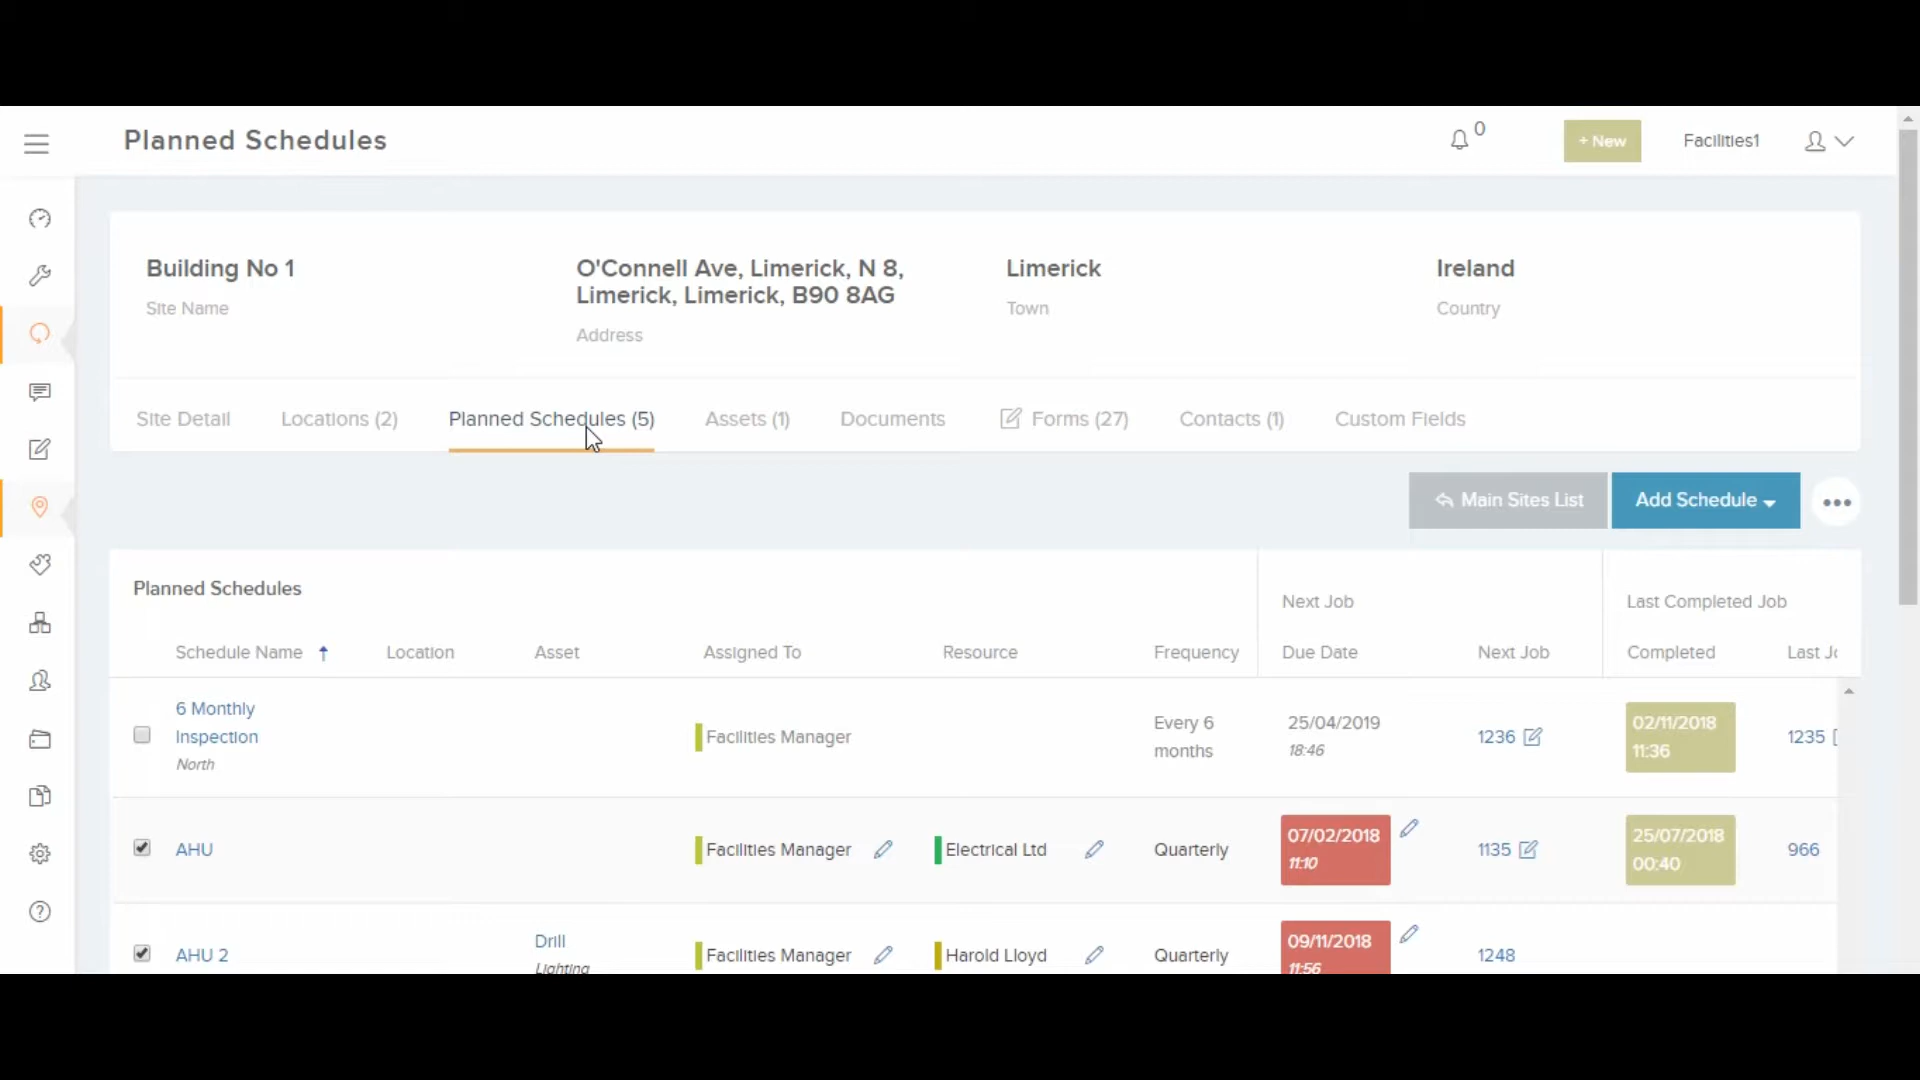 Planned Schedules
0
+ New
Facilities1
Building No 1
Site Name
O'Connell Ave, Limerick, N 8,
Limerick, Limerick, B90 8AG
Address
Limerick
Town
Ireland
Country
Site Detail
Locations (2)
Planned Schedules (5)
Assets (1)
Documents
Forms (27)
Contacts (1)
Custom Fields
Main Sites List
Add Schedule
Planned Schedules
Next Job
Last Completed Job
Schedule Name
Location
Asset
Assigned To
Resource
Frequency
Due Date
Next Job
Completed
Last
6 Monthly
Inspection
North
Facilities Manager
Every 6
months
25/04/2019
18:46
1236
02/11/2018
11:36
1235
AHU
Facilities Manager
Electrical Ltd
Quarterly
07/02/2018
11:10
1135
25/07/2018
00:40
966
AHU 2
Drill
Lighting
Facilities Manager
Harold Lloyd
Quarterly
09/11/2018
11:56
1248